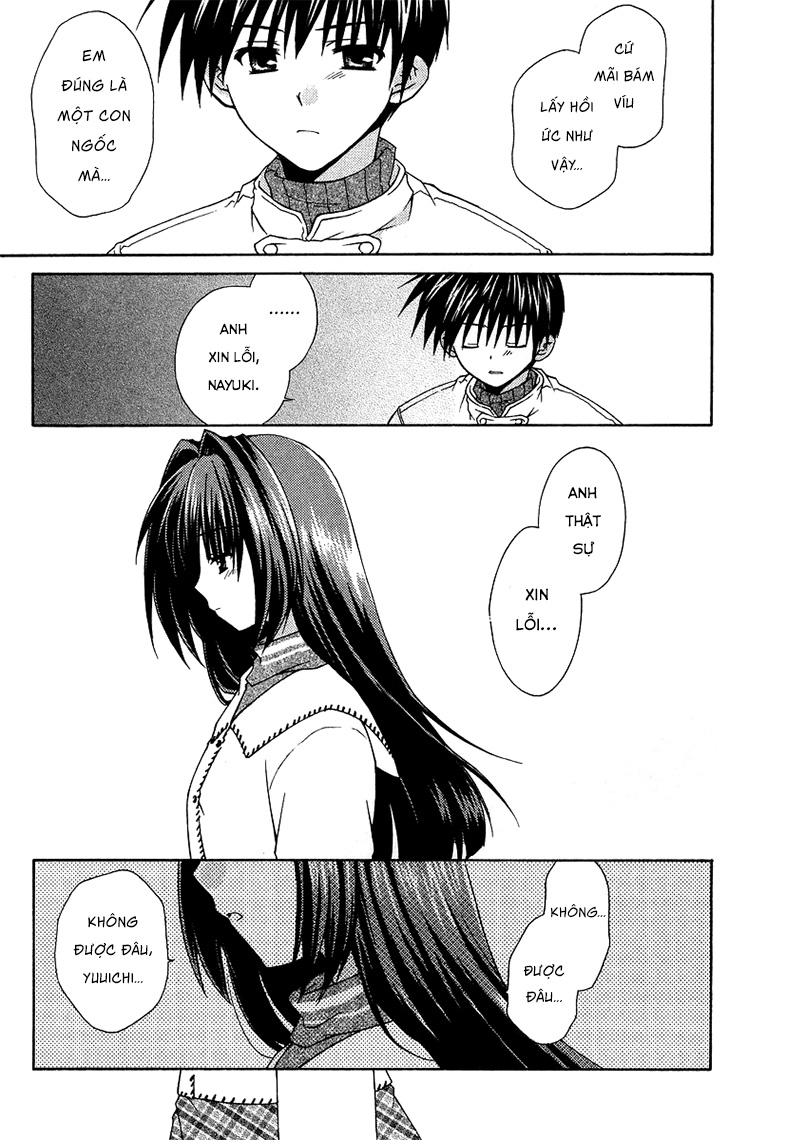 CỨ
MÃI BÁM
VÍU
LẤY HỒI
ỨC NHƯ
VẬY...
EM
ĐÚNG LÀ
MỘT CON
NGỐC
MÀ...
......
ANH
XIN LỖI,
NAYUKI.
ANH
THẬT
SỰ
XIN
LỖI...
KHÔNG...
ĐƯỢC
ĐÂU...
KHÔNG
ĐƯỢC ĐÂU,
YUUICHI...